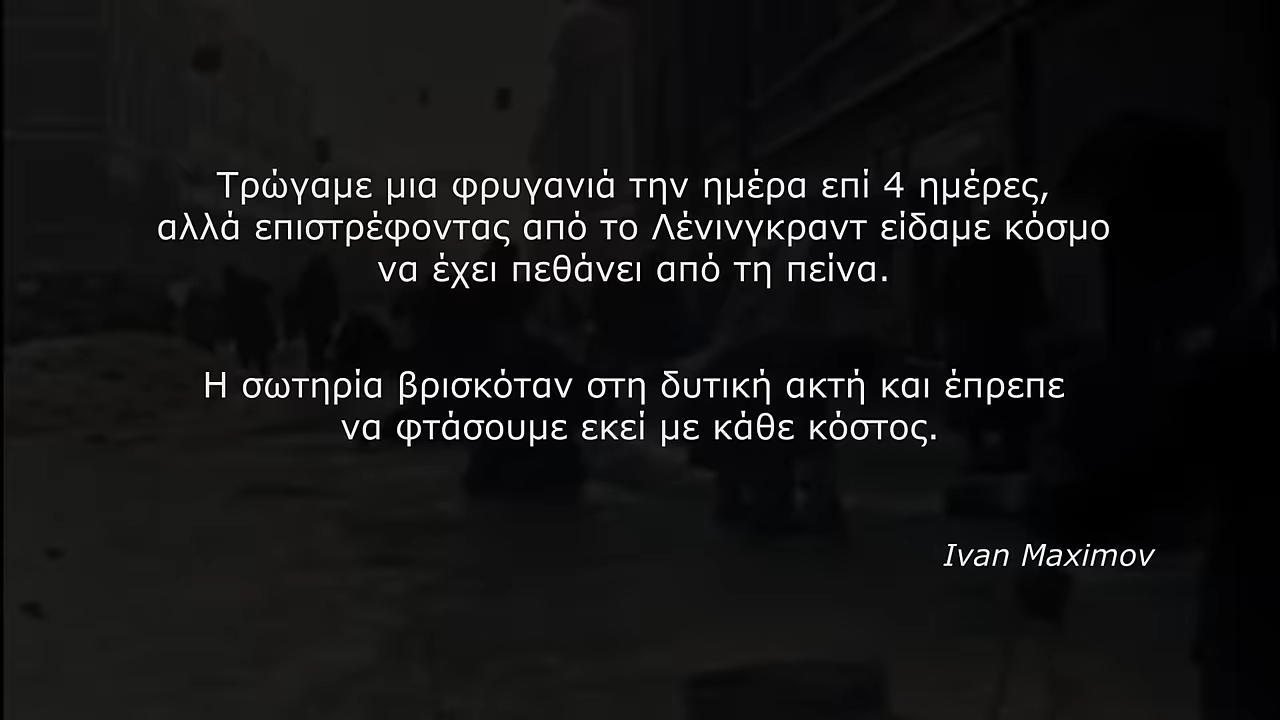 Τρώγαμε μια φρυγανιά την ημέρα επί 4 ημέρες,
αλλά επιστρέφοντας από το Λένινγκραντ είδαμε κόσμο
να έχει πεθάνει από τη πείνα.
Η σωτηρία βρισκόταν στη δυτική ακτή και έπρεπε
να φτάσουμε εκεί με κάθε κόστος.
Ivan Maximov